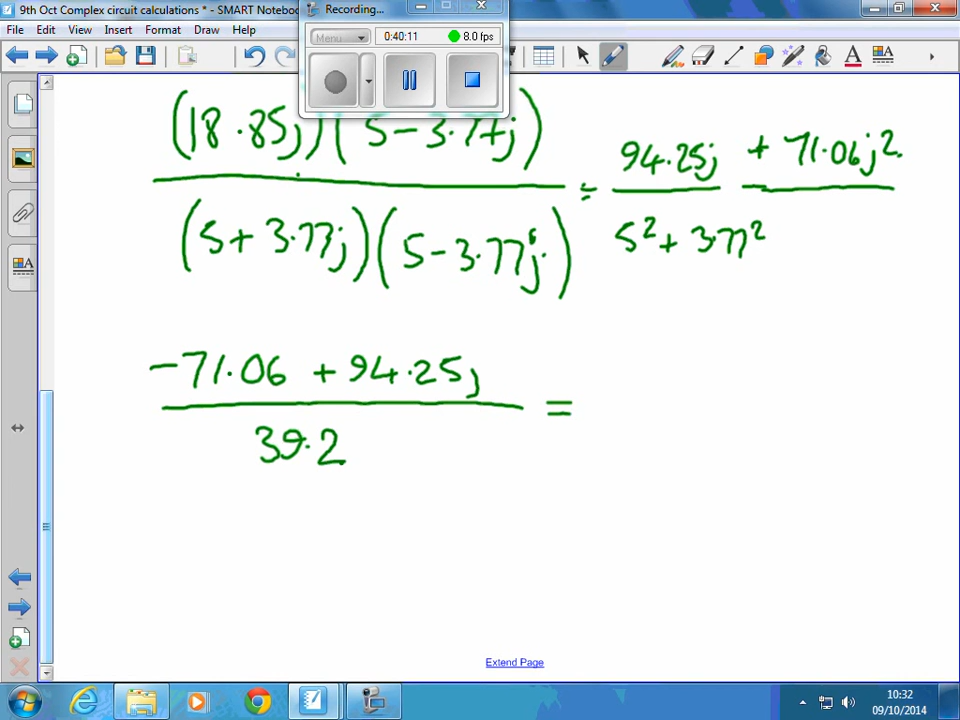 9th Oct Complex circuit calculations * - SMART Notebo
Recording...
File Edit View Insert Format Draw Help
Menu 0:40:11 8.0 fps
(18.85j)(5-3.77j) = 94.25j + 71.06j2.
(5+3.77j)(5-3.77j) 5² + 3.77²
-71.06 + 94.25j =
39.2
Extend Page
10:32
09/10/2014